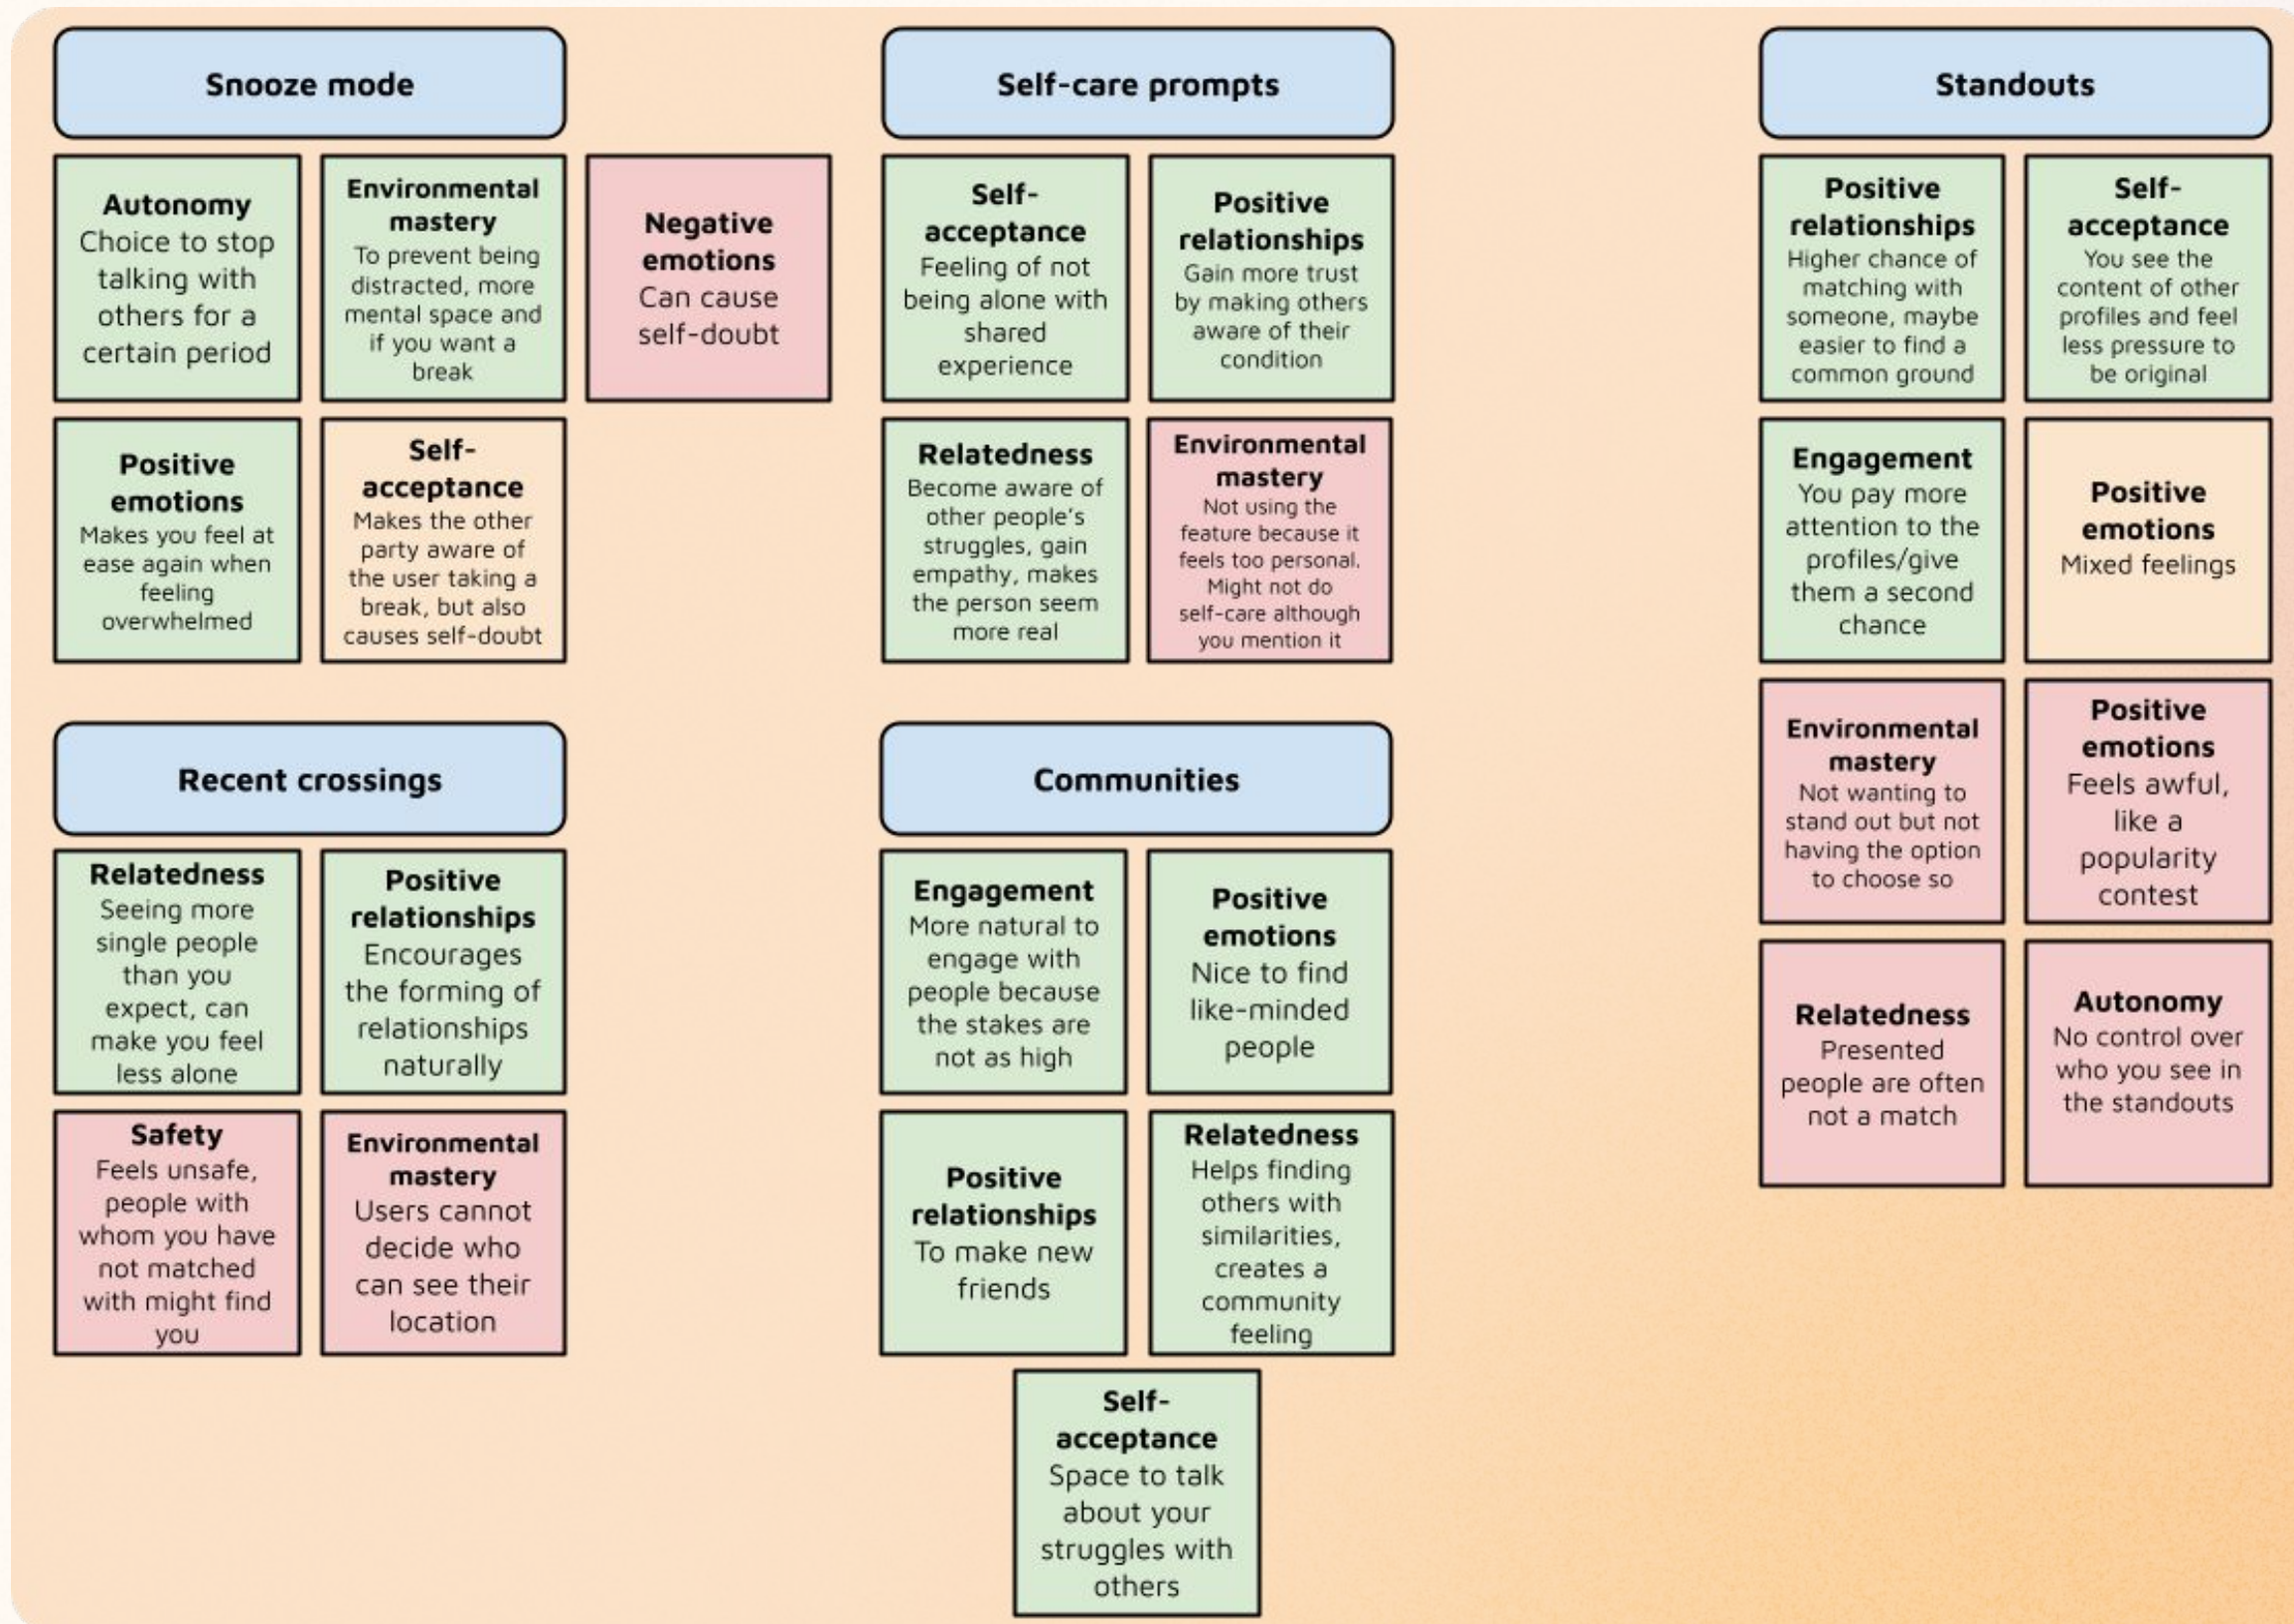 Snooze mode
Autonomy
Choice to stop
talking with
others for a
certain period
Environmental
mastery
To prevent being
distracted, more
mental space and
if you want a
break
Negative
emotions
Can cause
self-doubt
Positive
emotions
Makes you feel at
ease again when
feeling
overwhelmed
Self-
acceptance
Makes the other
party aware of
the user taking a
break, but also
causes self-doubt
Self-care prompts
Self-
acceptance
Feeling of not
being alone with
shared
experience
Positive
relationships
Gain more trust
by making others
aware of their
condition
Relatedness
Become aware of
other people's
struggles, gain
empathy, makes
the person seem
more real
Environmental
mastery
Not using the
feature because it
feels too personal.
Might not do
self-care although
you mention it
Standouts
Positive
relationships
Higher chance of
matching with
someone, maybe
easier to find a
common ground
Self-
acceptance
You see the
content of other
profiles and feel
less pressure to
be original
Engagement
You pay more
attention to the
profiles/give
them a second
chance
Positive
emotions
Mixed feelings
Environmental
mastery
Not wanting to
stand out but not
having the option
to choose so
Positive
emotions
Feels awful,
like a
popularity
contest
Relatedness
Presented
people are often
not a match
Autonomy
No control over
who you see in
the standouts
Recent crossings
Relatedness
Seeing more
single people
than you
expect, can
make you feel
less alone
Positive
relationships
Encourages
the forming of
relationships
naturally
Safety
Feels unsafe,
people with
whom you have
not matched
with might find
you
Environmental
mastery
Users cannot
decide who
can see their
location
Communities
Engagement
More natural to
engage with
people because
the stakes are
not as high
Positive
emotions
Nice to find
like-minded
people
Positive
relationships
To make new
friends
Relatedness
Helps finding
others with
similarities,
creates a
community
feeling
Self-
acceptance
Space to talk
about your
struggles with
others